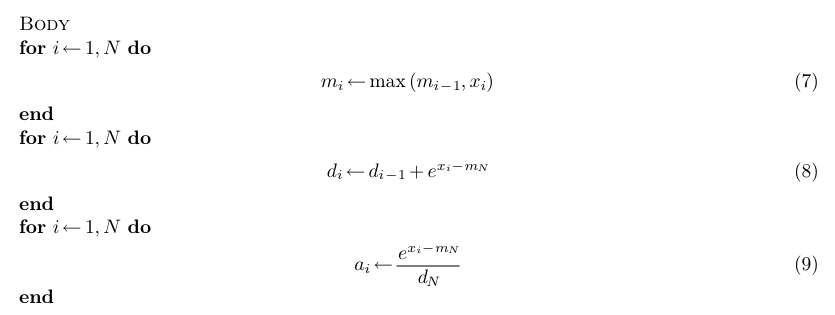 BODY
for i ← 1, N do
m_i ← max (m_{i−1}, x_i) (7)
end
for i ← 1, N do
d_i ← d_{i−1} + e^{x_i−m_N} (8)
end
for i ← 1, N do
a_i ← \frac{e^{x_i−m_N}}{d_N} (9)
end